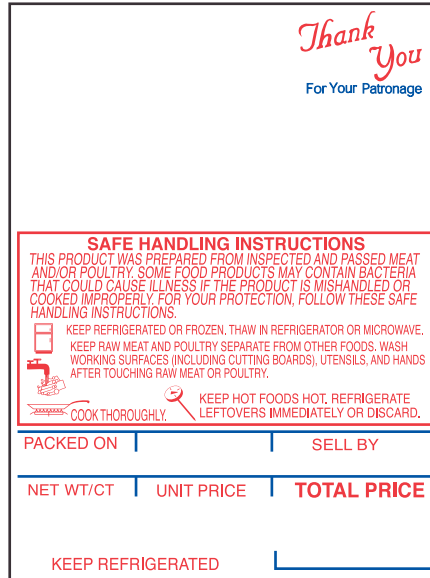 Thank
You
For Your Patronage
SAFE HANDLING INSTRUCTIONS
THIS PRODUCT WAS PREPARED FROM INSPECTED AND PASSED MEAT
AND/OR POULTRY. SOME FOOD PRODUCTS MAY CONTAIN BACTERIA
THAT COULD CAUSE ILLNESS IF THE PRODUCT IS MISHANDLED OR
COOKED IMPROPERLY. FOR YOUR PROTECTION, FOLLOW THESE SAFE
HANDLING INSTRUCTIONS.
KEEP REFRIGERATED OR FROZEN. THAW IN REFRIGERATOR OR MICROWAVE.
KEEP RAW MEAT AND POULTRY SEPARATE FROM OTHER FOODS. WASH
WORKING SURFACES (INCLUDING CUTTING BOARDS), UTENSILS, AND HANDS
AFTER TOUCHING RAW MEAT OR POULTRY.
COOK THOROUGHLY.
KEEP HOT FOODS HOT. REFRIGERATE
LEFTOVERS IMMEDIATELY OR DISCARD.
PACKED ON SELL BY
NET WT/CT UNIT PRICE TOTAL PRICE
KEEP REFRIGERATED